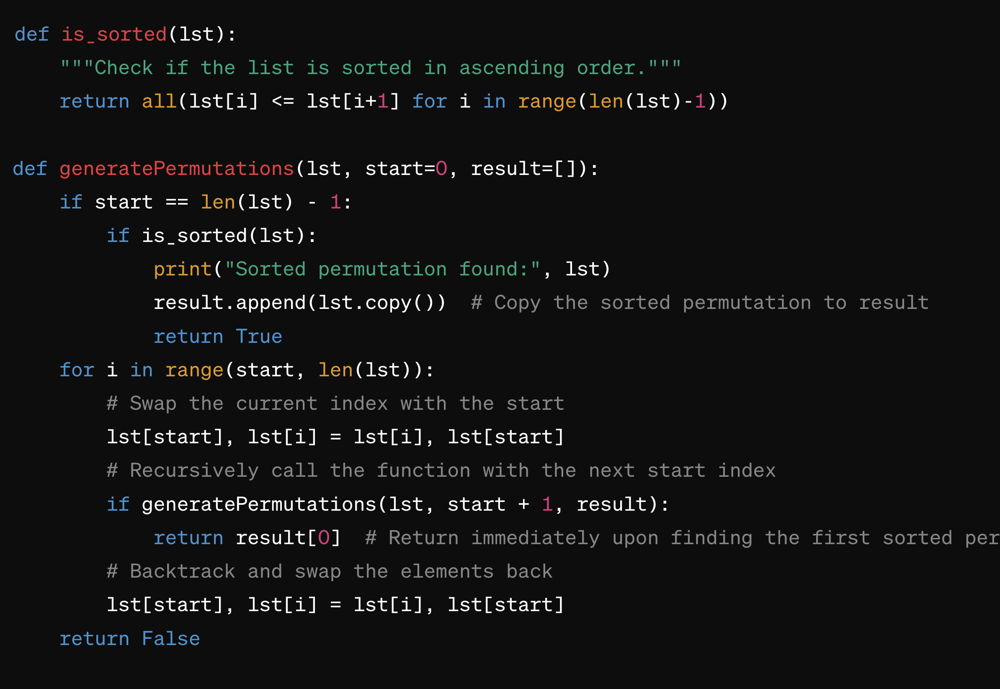 def is_sorted(lst):
    """Check if the list is sorted in ascending order."""
    return all(lst[i] <= lst[i+1] for i in range(len(lst)-1))

def generatePermutations(lst, start=0, result=[]):
    if start == len(lst) - 1:
        if is_sorted(lst):
            print("Sorted permutation found:", lst)
            result.append(lst.copy())  # Copy the sorted permutation to result
            return True
    for i in range(start, len(lst)):
        # Swap the current index with the start
        lst[start], lst[i] = lst[i], lst[start]
        # Recursively call the function with the next start index
        if generatePermutations(lst, start + 1, result):
            return result[0]  # Return immediately upon finding the first sorted per
        # Backtrack and swap the elements back
        lst[start], lst[i] = lst[i], lst[start]
    return False